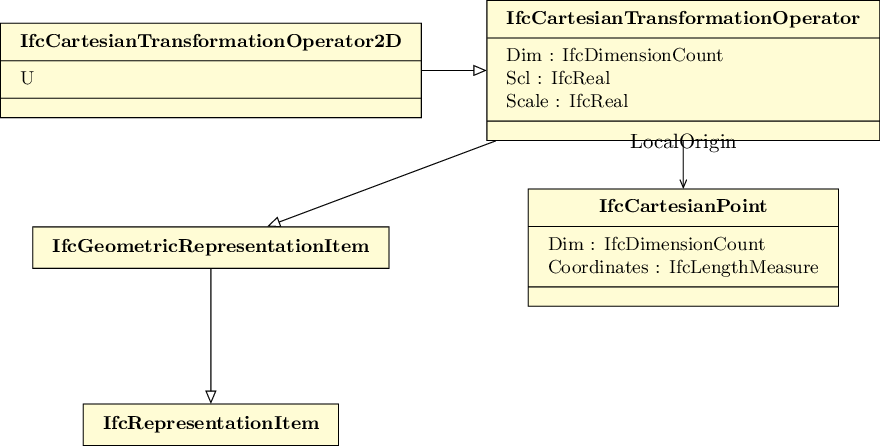 IfcCartesianTransformationOperator2D
U
IfcCartesianTransformationOperator
Dim : IfcDimensionCount
Scl : IfcReal
Scale : IfcReal
LocalOrigin
IfcCartesianPoint
Dim : IfcDimensionCount
Coordinates : IfcLengthMeasure
IfcGeometricRepresentationItem
IfcRepresentationItem